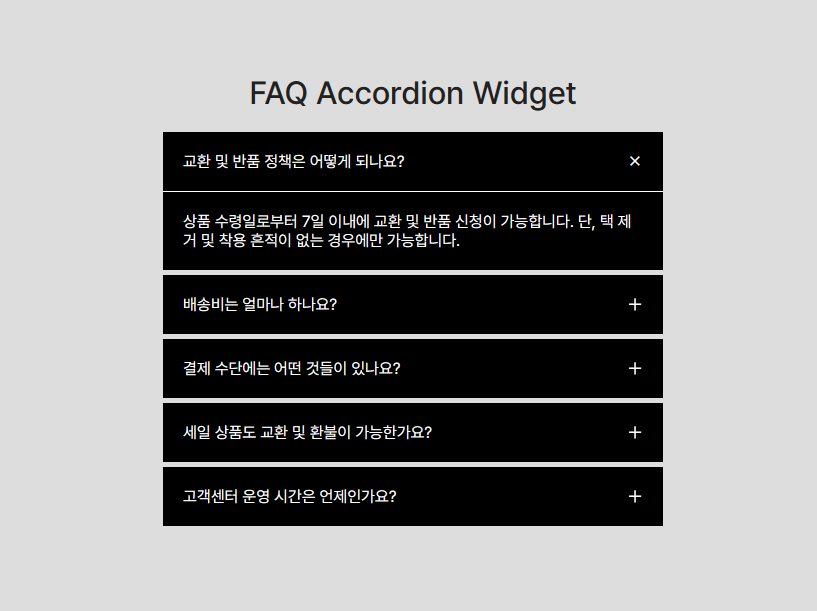 FAQ Accordion Widget
교환 및 반품 정책은 어떻게 되나요?
상품 수령일로부터 7일 이내에 교환 및 반품 신청이 가능합니다. 단, 택 제
거 및 착용 흔적이 없는 경우에만 가능합니다.
배송비는 얼마나 하나요?
결제 수단에는 어떤 것들이 있나요?
세일 상품도 교환 및 환불이 가능한가요?
고객센터 운영 시간은 언제인가요?